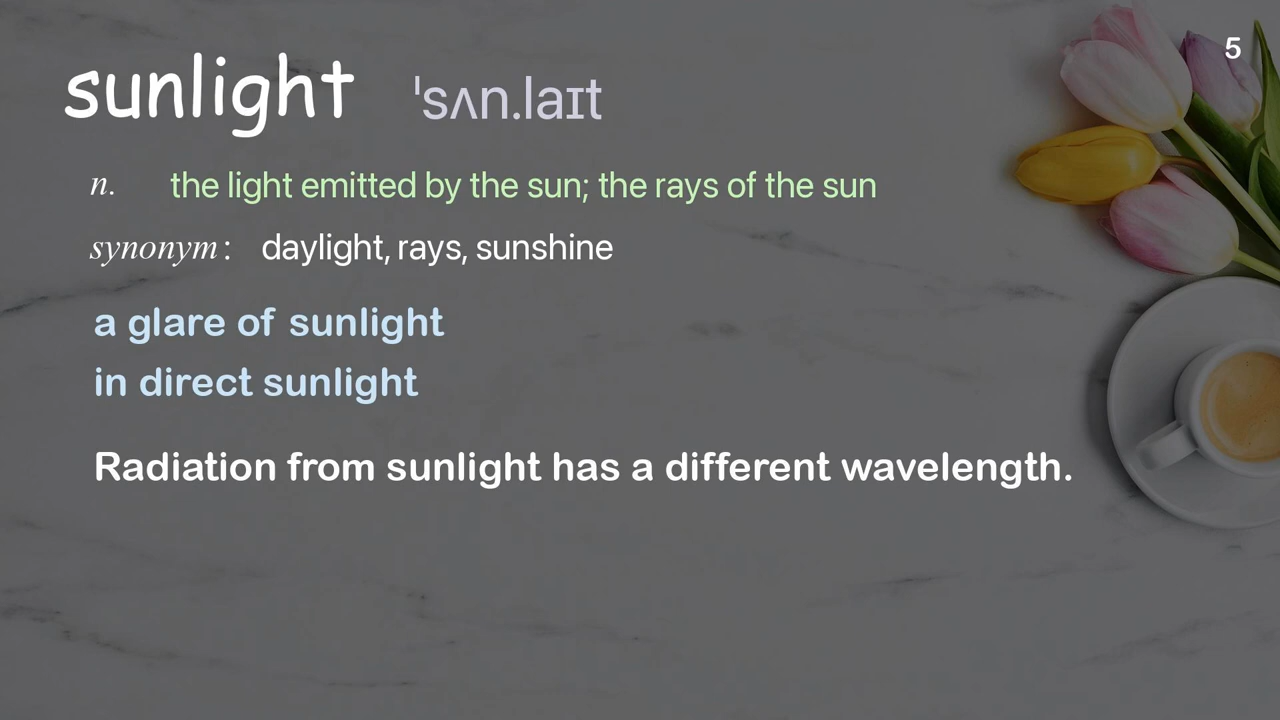 5
sunlight ˈsʌn.laɪt
n. the light emitted by the sun; the rays of the sun
synonym: daylight, rays, sunshine
a glare of sunlight
in direct sunlight
Radiation from sunlight has a different wavelength.